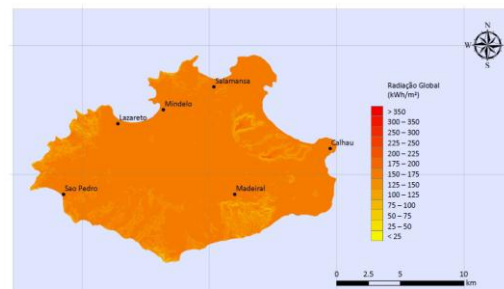 N
W
E
S
Radiação Global
(kWh/m²)
> 350
300 – 350
250 – 300
225 – 250
200 – 225
175 – 200
150 – 175
125 – 150
100 – 125
75 – 100
50 – 75
25 – 50
< 25
Salamansa
Mindelo
Lazareto
Calhau
Sao Pedro
Madeiral
0 2.5 5 10
km